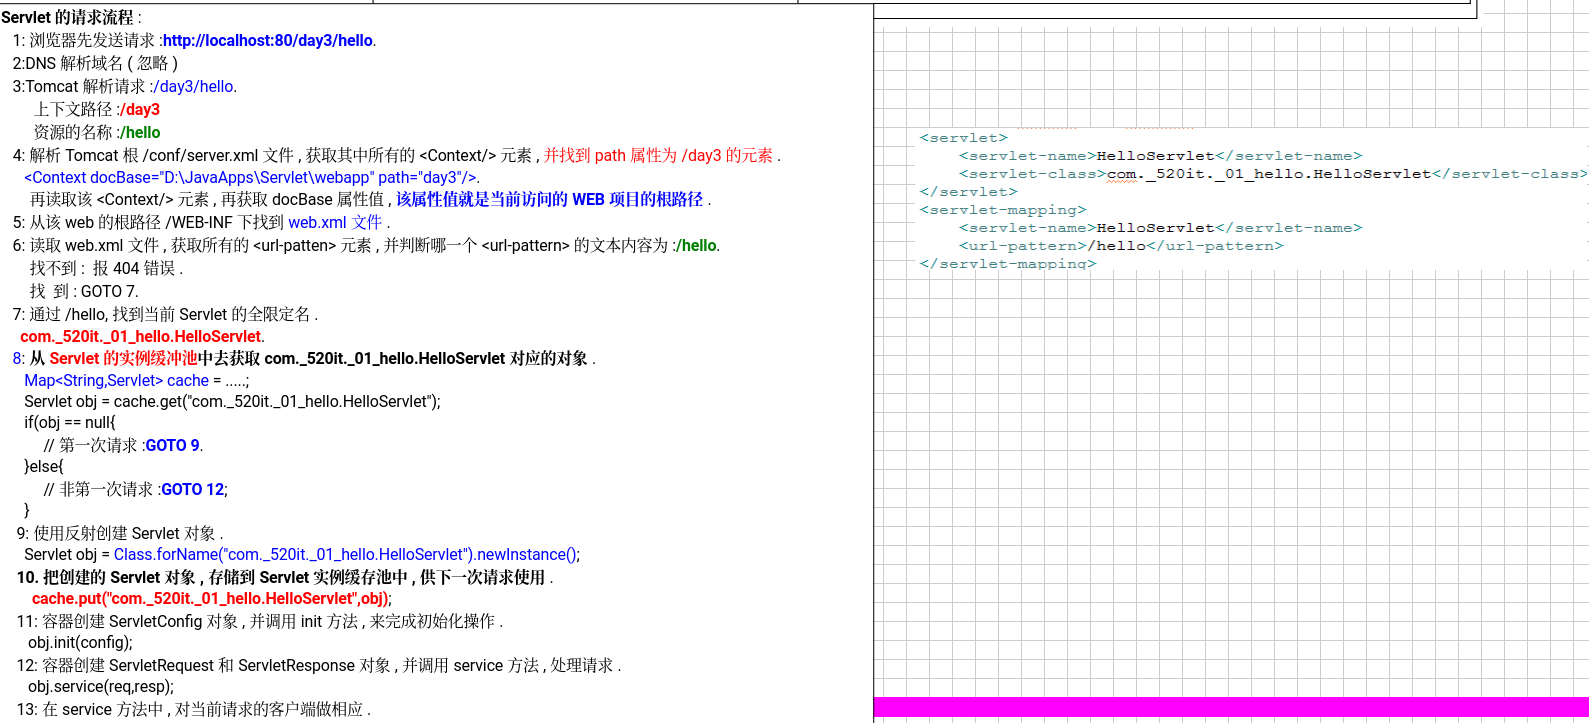 Servlet 的请求流程 :
1: 浏览器先发送请求 :http://localhost:80/day3/hello.
2:DNS 解析域名 ( 忽略 )
3:Tomcat 解析请求 :/day3/hello.
上下文路径 :/day3
资源的名称 :/hello
4: 解析 Tomcat 根 /conf/server.xml 文件 , 获取其中所有的 <Context/> 元素 , 并找到 path 属性为 /day3 的元素 .
<Context docBase="D:\JavaApps\Servlet\webapp" path="day3"/>.
再读取该 <Context/> 元素 , 再获取 docBase 属性值 , 该属性值就是当前访问的 WEB 项目的根路径 .
5: 从该 web 的根路径 /WEB-INF 下找到 web.xml 文件 .
6: 读取 web.xml 文件 , 获取所有的 <url-patten> 元素 , 并判断哪一个 <url-pattern> 的文本内容为 :/hello.
找不到 : 报 404 错误 .
找 到 : GOTO 7.
7: 通过 /hello, 找到当前 Servlet 的全限定名 .
com._520it._01_hello.HelloServlet.
8: 从 Servlet 的实例缓冲池中去获取 com._520it._01_hello.HelloServlet 对应的对象 .
Map<String,Servlet> cache = .....;
Servlet obj = cache.get("com._520it._01_hello.HelloServlet");
if(obj == null{
// 第一次请求 :GOTO 9.
}else{
// 非第一次请求 :GOTO 12;
}
9: 使用反射创建 Servlet 对象 .
Servlet obj = Class.forName("com._520it._01_hello.HelloServlet").newInstance();
10. 把创建的 Servlet 对象 , 存储到 Servlet 实例缓存池中 , 供下一次请求使用 .
cache.put("com._520it._01_hello.HelloServlet",obj);
11: 容器创建 ServletConfig 对象 , 并调用 init 方法 , 来完成初始化操作 .
obj.init(config);
12: 容器创建 ServletRequest 和 ServletResponse 对象 , 并调用 service 方法 , 处理请求 .
obj.service(req,resp);
13: 在 service 方法中 , 对当前请求的客户端做相应 .
<servlet>
<servlet-name>HelloServlet</servlet-name>
<servlet-class>com._520it._01_hello.HelloServlet</servlet-class>
</servlet>
<servlet-mapping>
<servlet-name>HelloServlet</servlet-name>
<url-pattern>/hello</url-pattern>
</servlet-mapping>